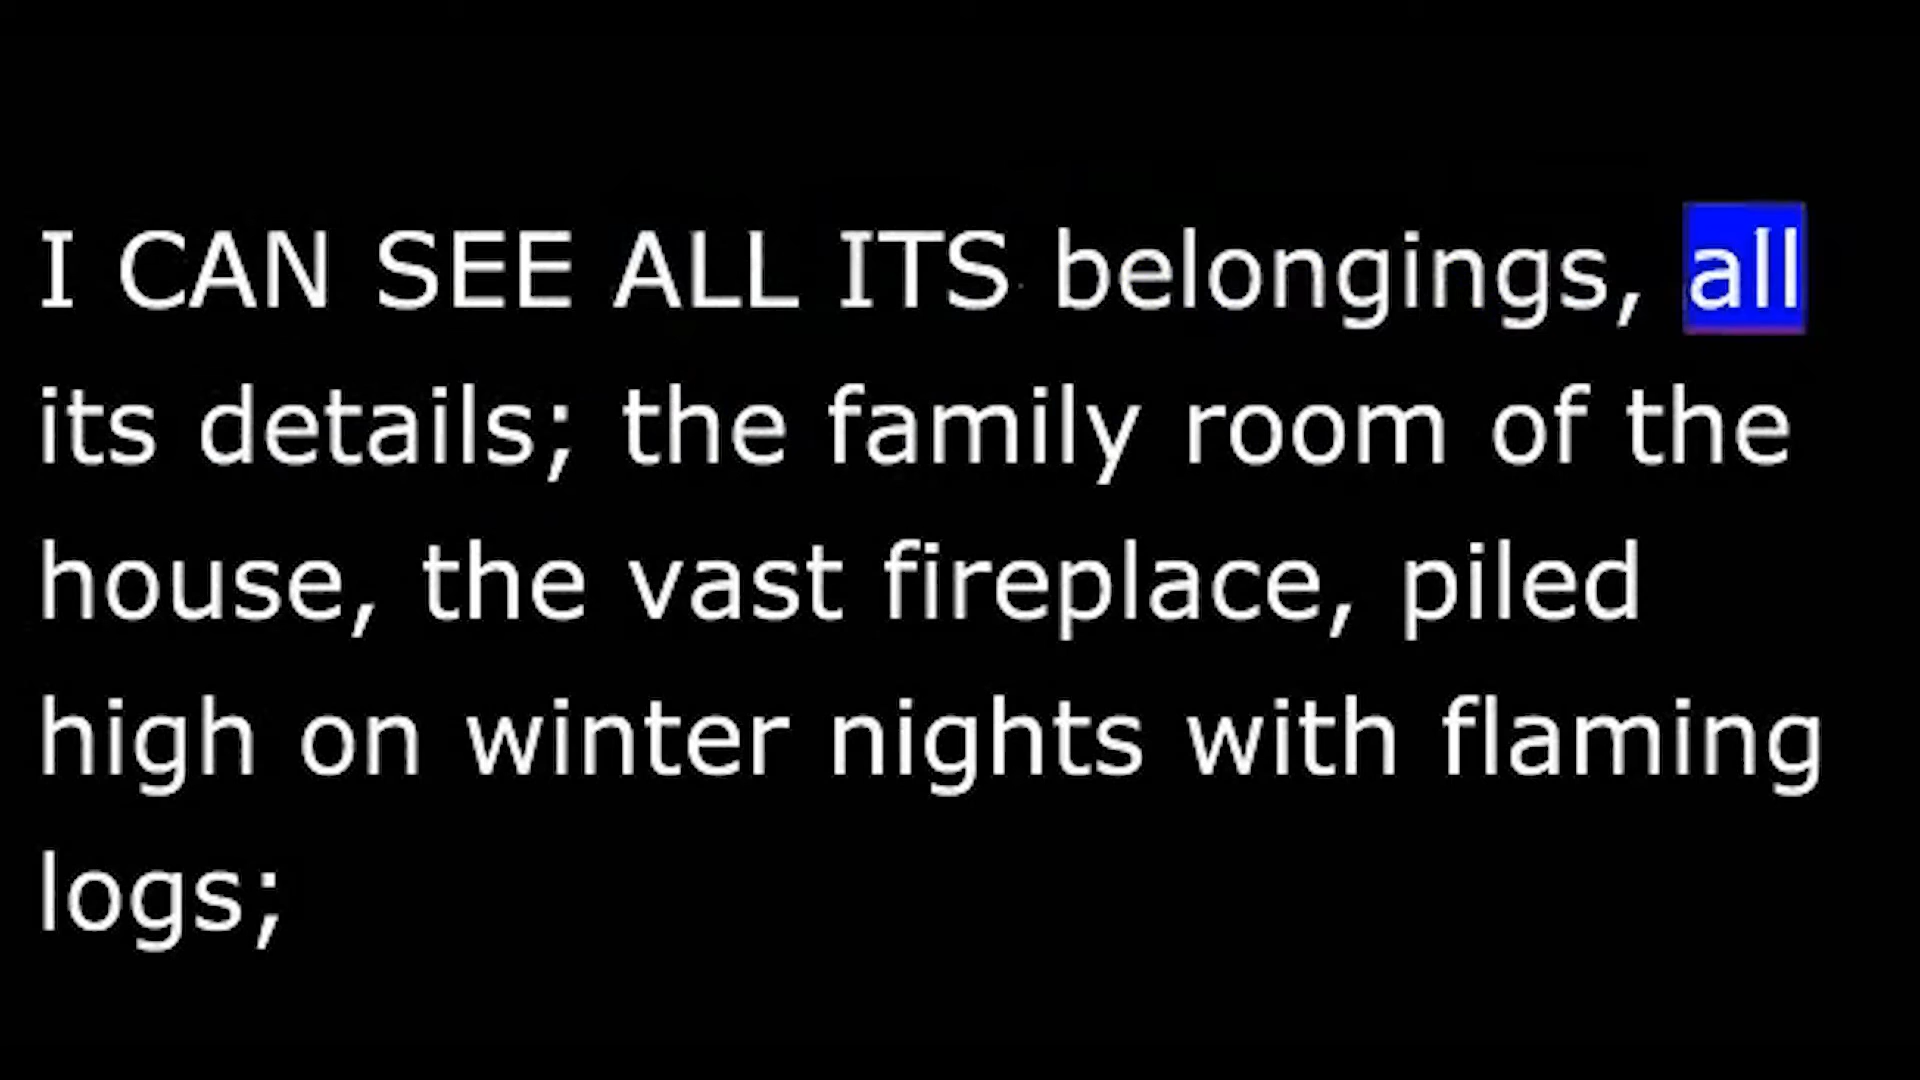 I CAN SEE ALL ITS belongings, all
its details; the family room of the
house, the vast fireplace, piled
high on winter nights with flaming
logs;